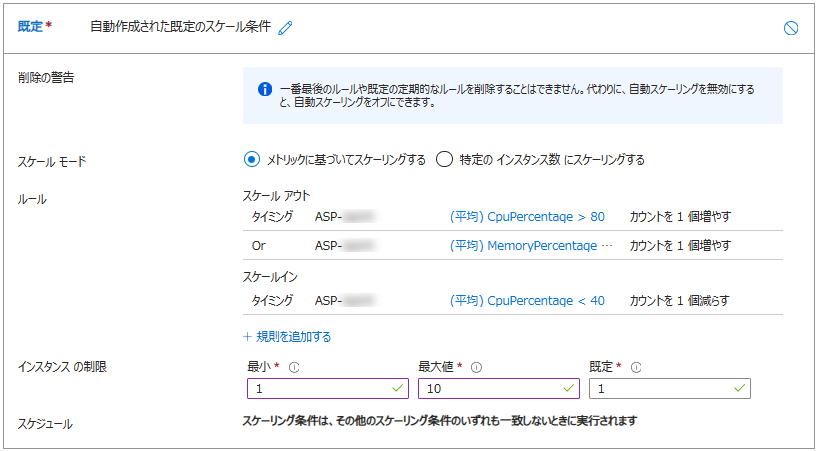 既定* 自動作成された既定のスケール条件
削除の警告
一番最後のルールや既定の定期的なルールを削除することはできません。代わりに、自動スケーリングを無効にする
と、自動スケーリングをオフにできます。
スケール モード メトリックに基づいてスケーリングする 特定の インスタンス数 にスケーリングする
ルール
スケール アウト
タイミング ASP- (平均) CpuPercentage > 80 カウントを 1 個増やす
Or ASP- (平均) MemoryPercentage … カウントを 1 個増やす
スケールイン
タイミング ASP- (平均) CpuPercentage < 40 カウントを 1 個減らす
+ 規則を追加する
インスタンス の制限 最小 * 最大値 * 既定 *
1 10 1
スケジュール スケーリング条件は、その他のスケーリング条件のいずれも一致しないときに実行されます